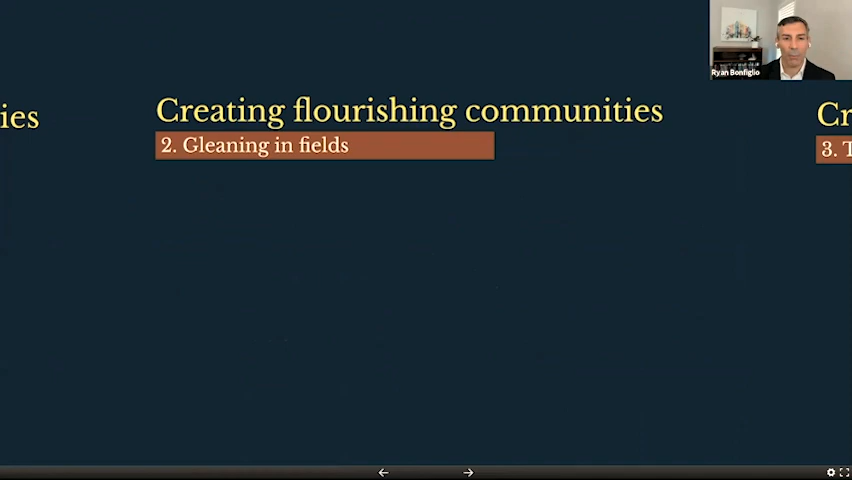 Ryan Bonfiglio
ies
Creating flourishing communities
2. Gleaning in fields
Cr
3. T